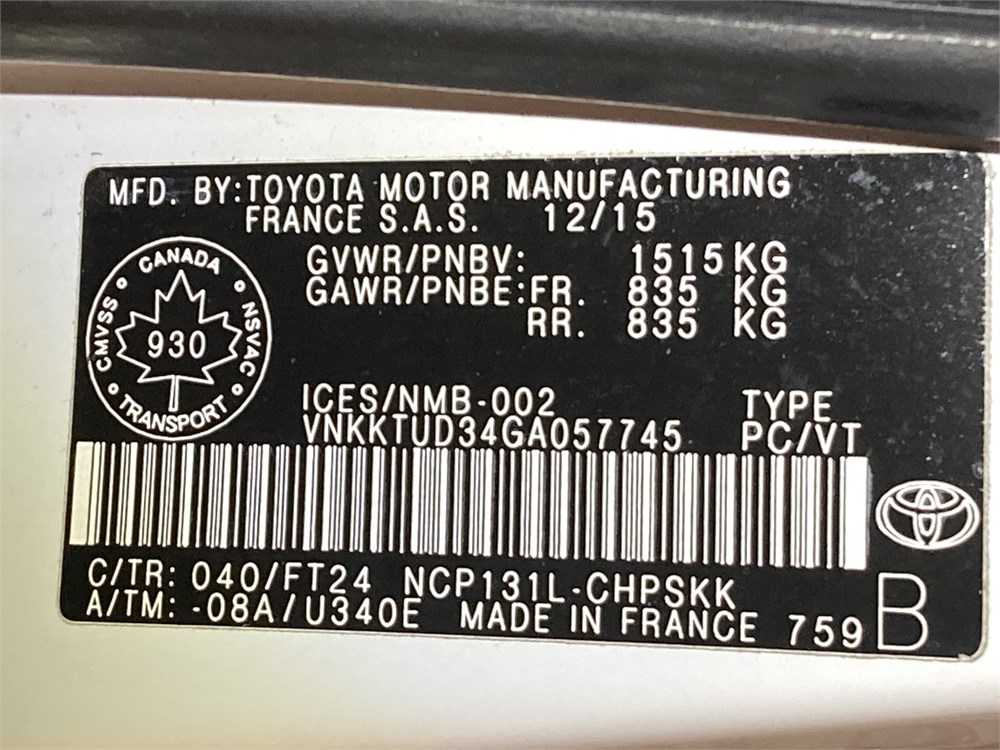 MFD. BY:TOYOTA MOTOR MANUFACTURING
FRANCE S.A.S. 12/15
GVWR/PNBV: 1515 KG
GAWR/PNBE:FR. 835 KG
RR. 835 KG
CANADA
CMVSS
930
NSVAC
TRANSPORT
ICES/NMB-002 TYPE
VNKKTUD34GA057745 PC/VT
C/TR: 040/FT24 NCP131L-CHPSKK
A/TM: -08A/U340E MADE IN FRANCE 759 B